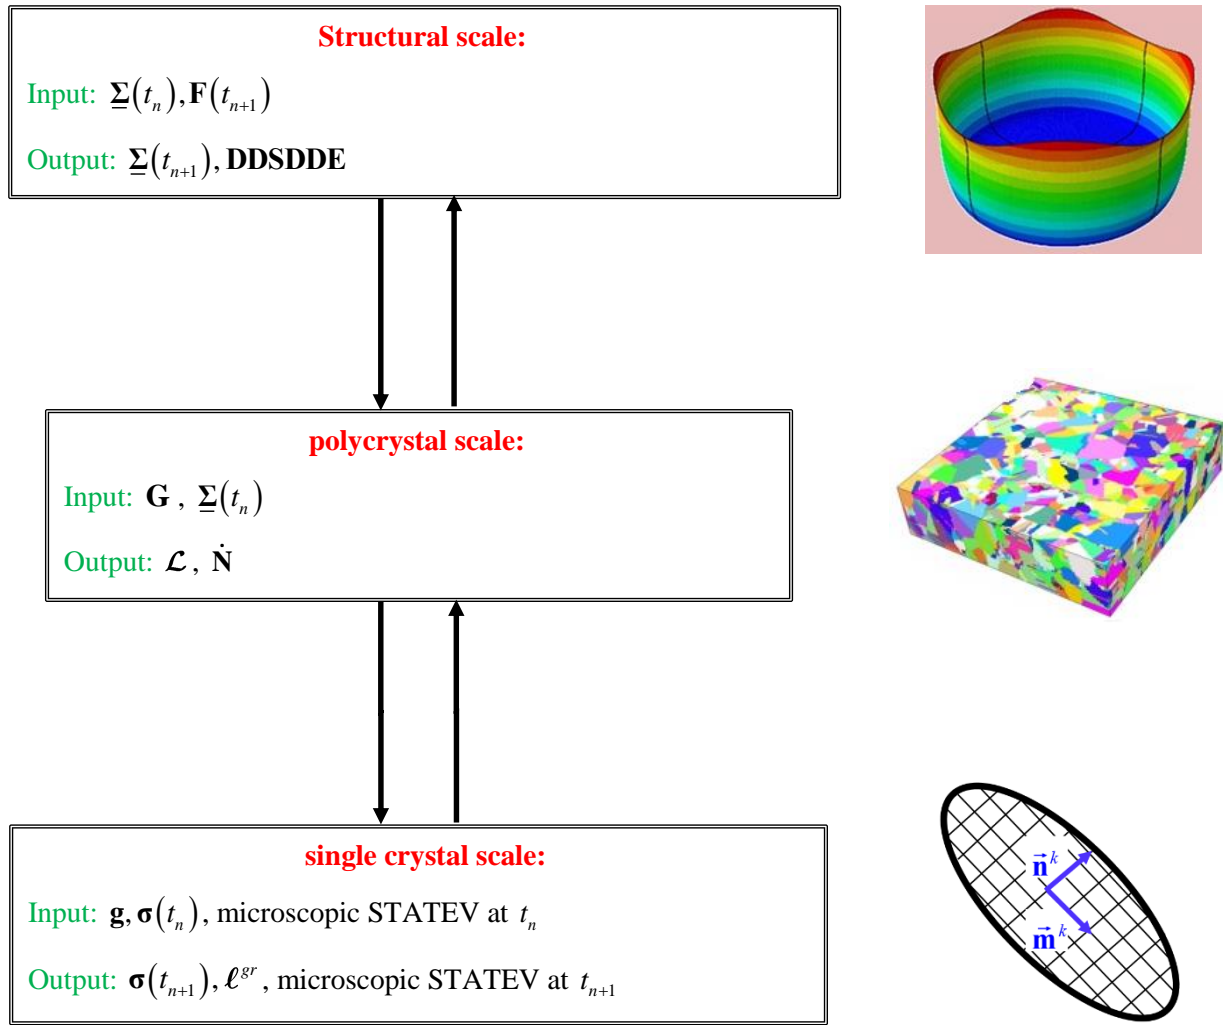 Structural scale:
Input: Σ̲(tₙ), F(tₙ₊₁)
Output: Σ̲(tₙ₊₁), DDSDDE
polycrystal scale:
Input: G , Σ̲(tₙ)
Output: 𝓛, Ṅ
single crystal scale:
Input: g, σ(tₙ), microscopic STATEV at tₙ
Output: σ(tₙ₊₁), ℓᵍʳ, microscopic STATEV at tₙ₊₁
n⃗ᵏ
m⃗ᵏ